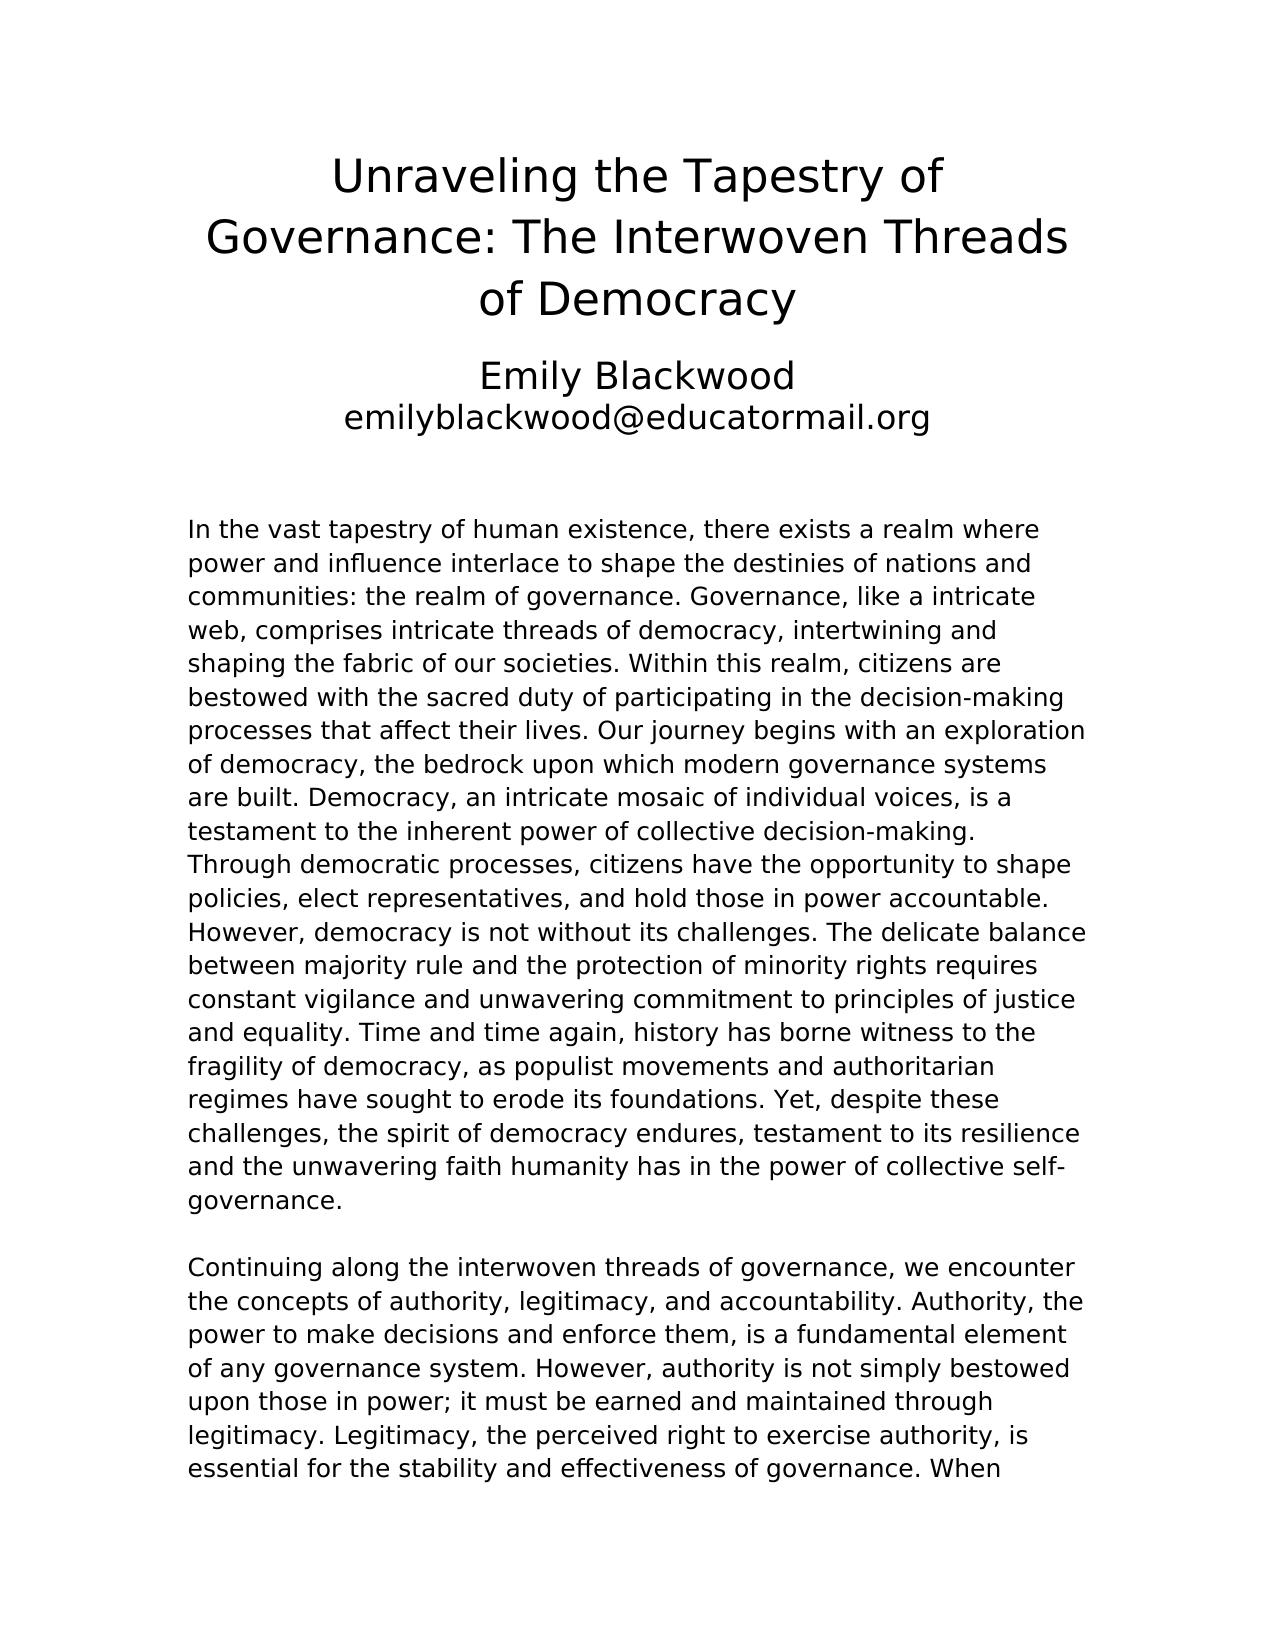 Unraveling the Tapestry of
Governance: The Interwoven Threads
of Democracy
Emily Blackwood
emilyblackwood@educatormail.org
In the vast tapestry of human existence, there exists a realm where
power and influence interlace to shape the destinies of nations and
communities: the realm of governance. Governance, like a intricate
web, comprises intricate threads of democracy, intertwining and
shaping the fabric of our societies. Within this realm, citizens are
bestowed with the sacred duty of participating in the decision-making
processes that affect their lives. Our journey begins with an exploration
of democracy, the bedrock upon which modern governance systems
are built. Democracy, an intricate mosaic of individual voices, is a
testament to the inherent power of collective decision-making.
Through democratic processes, citizens have the opportunity to shape
policies, elect representatives, and hold those in power accountable.
However, democracy is not without its challenges. The delicate balance
between majority rule and the protection of minority rights requires
constant vigilance and unwavering commitment to principles of justice
and equality. Time and time again, history has borne witness to the
fragility of democracy, as populist movements and authoritarian
regimes have sought to erode its foundations. Yet, despite these
challenges, the spirit of democracy endures, testament to its resilience
and the unwavering faith humanity has in the power of collective self-
governance.
Continuing along the interwoven threads of governance, we encounter
the concepts of authority, legitimacy, and accountability. Authority, the
power to make decisions and enforce them, is a fundamental element
of any governance system. However, authority is not simply bestowed
upon those in power; it must be earned and maintained through
legitimacy. Legitimacy, the perceived right to exercise authority, is
essential for the stability and effectiveness of governance. When